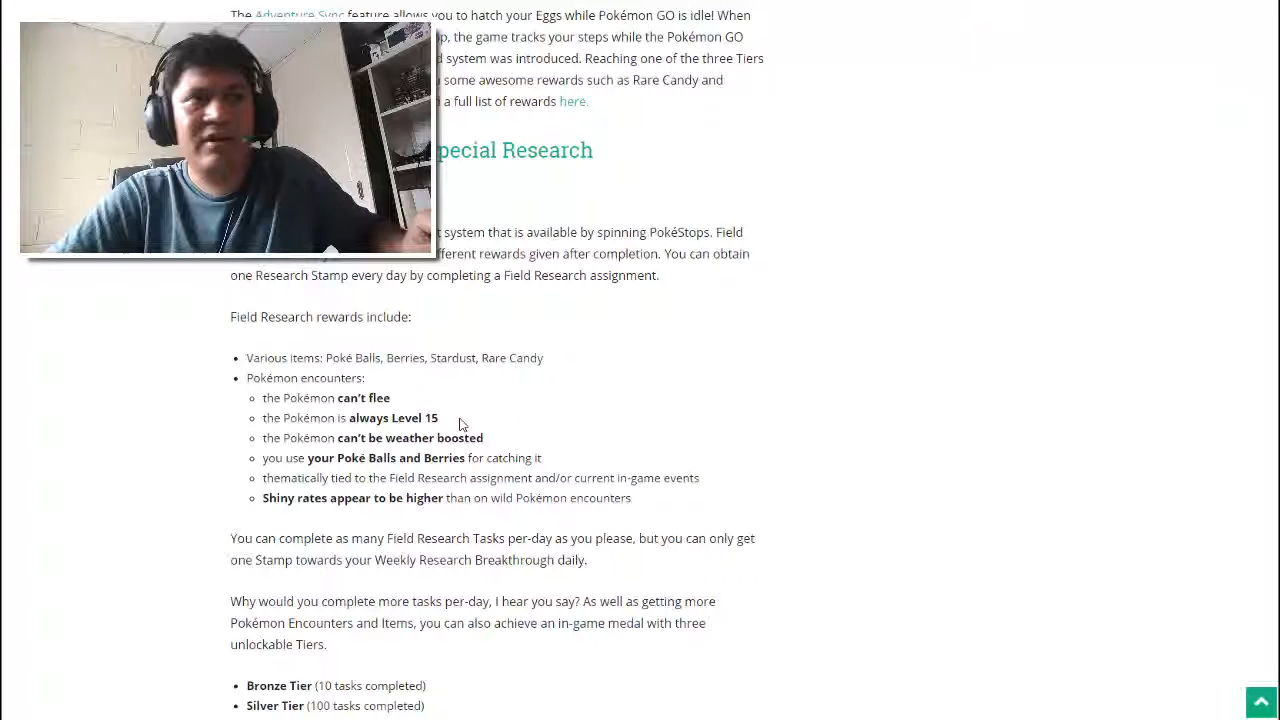 The Adventure Sync feature allows you to hatch your Eggs while Pokémon GO is idle! When
p, the game tracks your steps while the Pokémon GO
d system was introduced. Reaching one of the three Tiers
some awesome rewards such as Rare Candy and
a full list of rewards here.
pecial Research
t system that is available by spinning PokéStops. Field
fferent rewards given after completion. You can obtain
one Research Stamp every day by completing a Field Research assignment.
Field Research rewards include:
• Various items: Poké Balls, Berries, Stardust, Rare Candy
• Pokémon encounters:
◦ the Pokémon can’t flee
◦ the Pokémon is always Level 15
◦ the Pokémon can’t be weather boosted
◦ you use your Poké Balls and Berries for catching it
◦ thematically tied to the Field Research assignment and/or current in-game events
◦ Shiny rates appear to be higher than on wild Pokémon encounters
You can complete as many Field Research Tasks per-day as you please, but you can only get
one Stamp towards your Weekly Research Breakthrough daily.
Why would you complete more tasks per-day, I hear you say? As well as getting more
Pokémon Encounters and Items, you can also achieve an in-game medal with three
unlockable Tiers.
• Bronze Tier (10 tasks completed)
• Silver Tier (100 tasks completed)